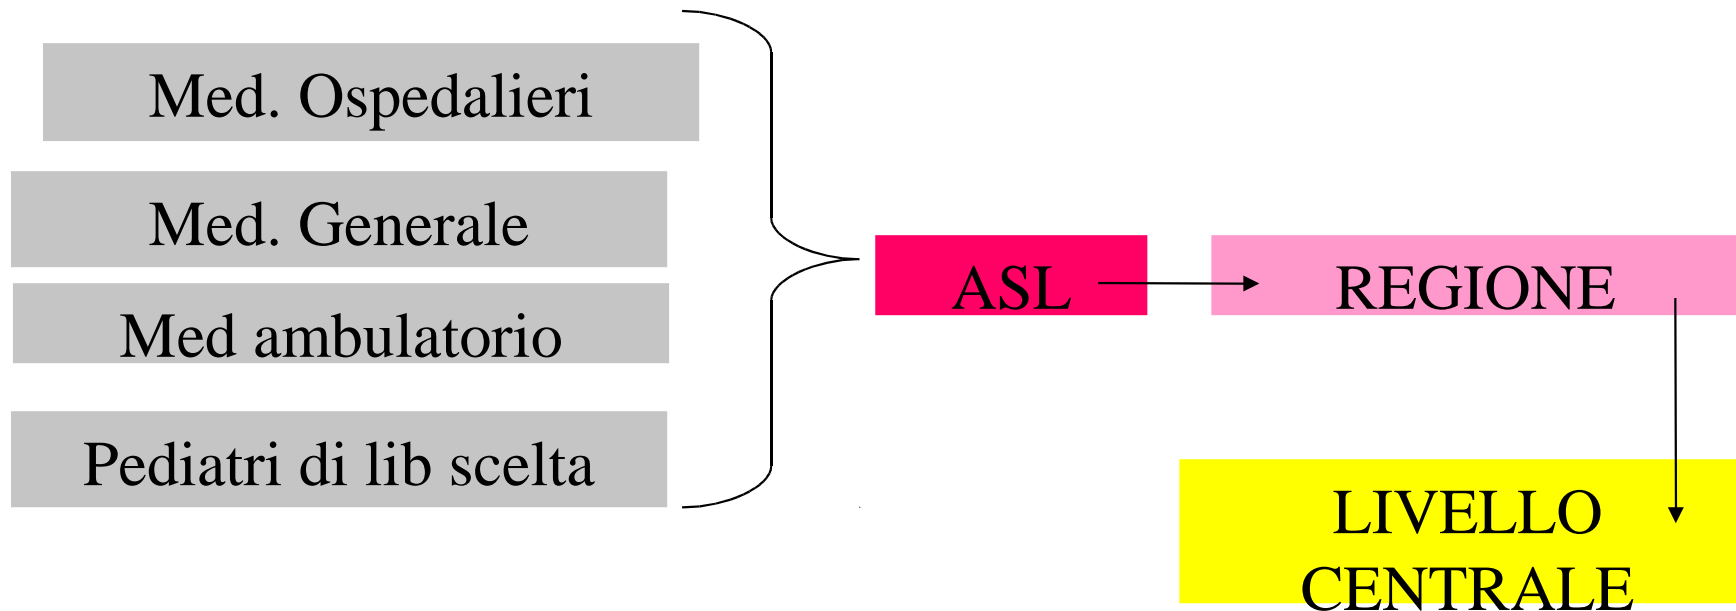 Med. Ospedalieri
Med. Generale
Med ambulatorio
Pediatri di lib scelta
ASL
REGIONE
LIVELLO
CENTRALE